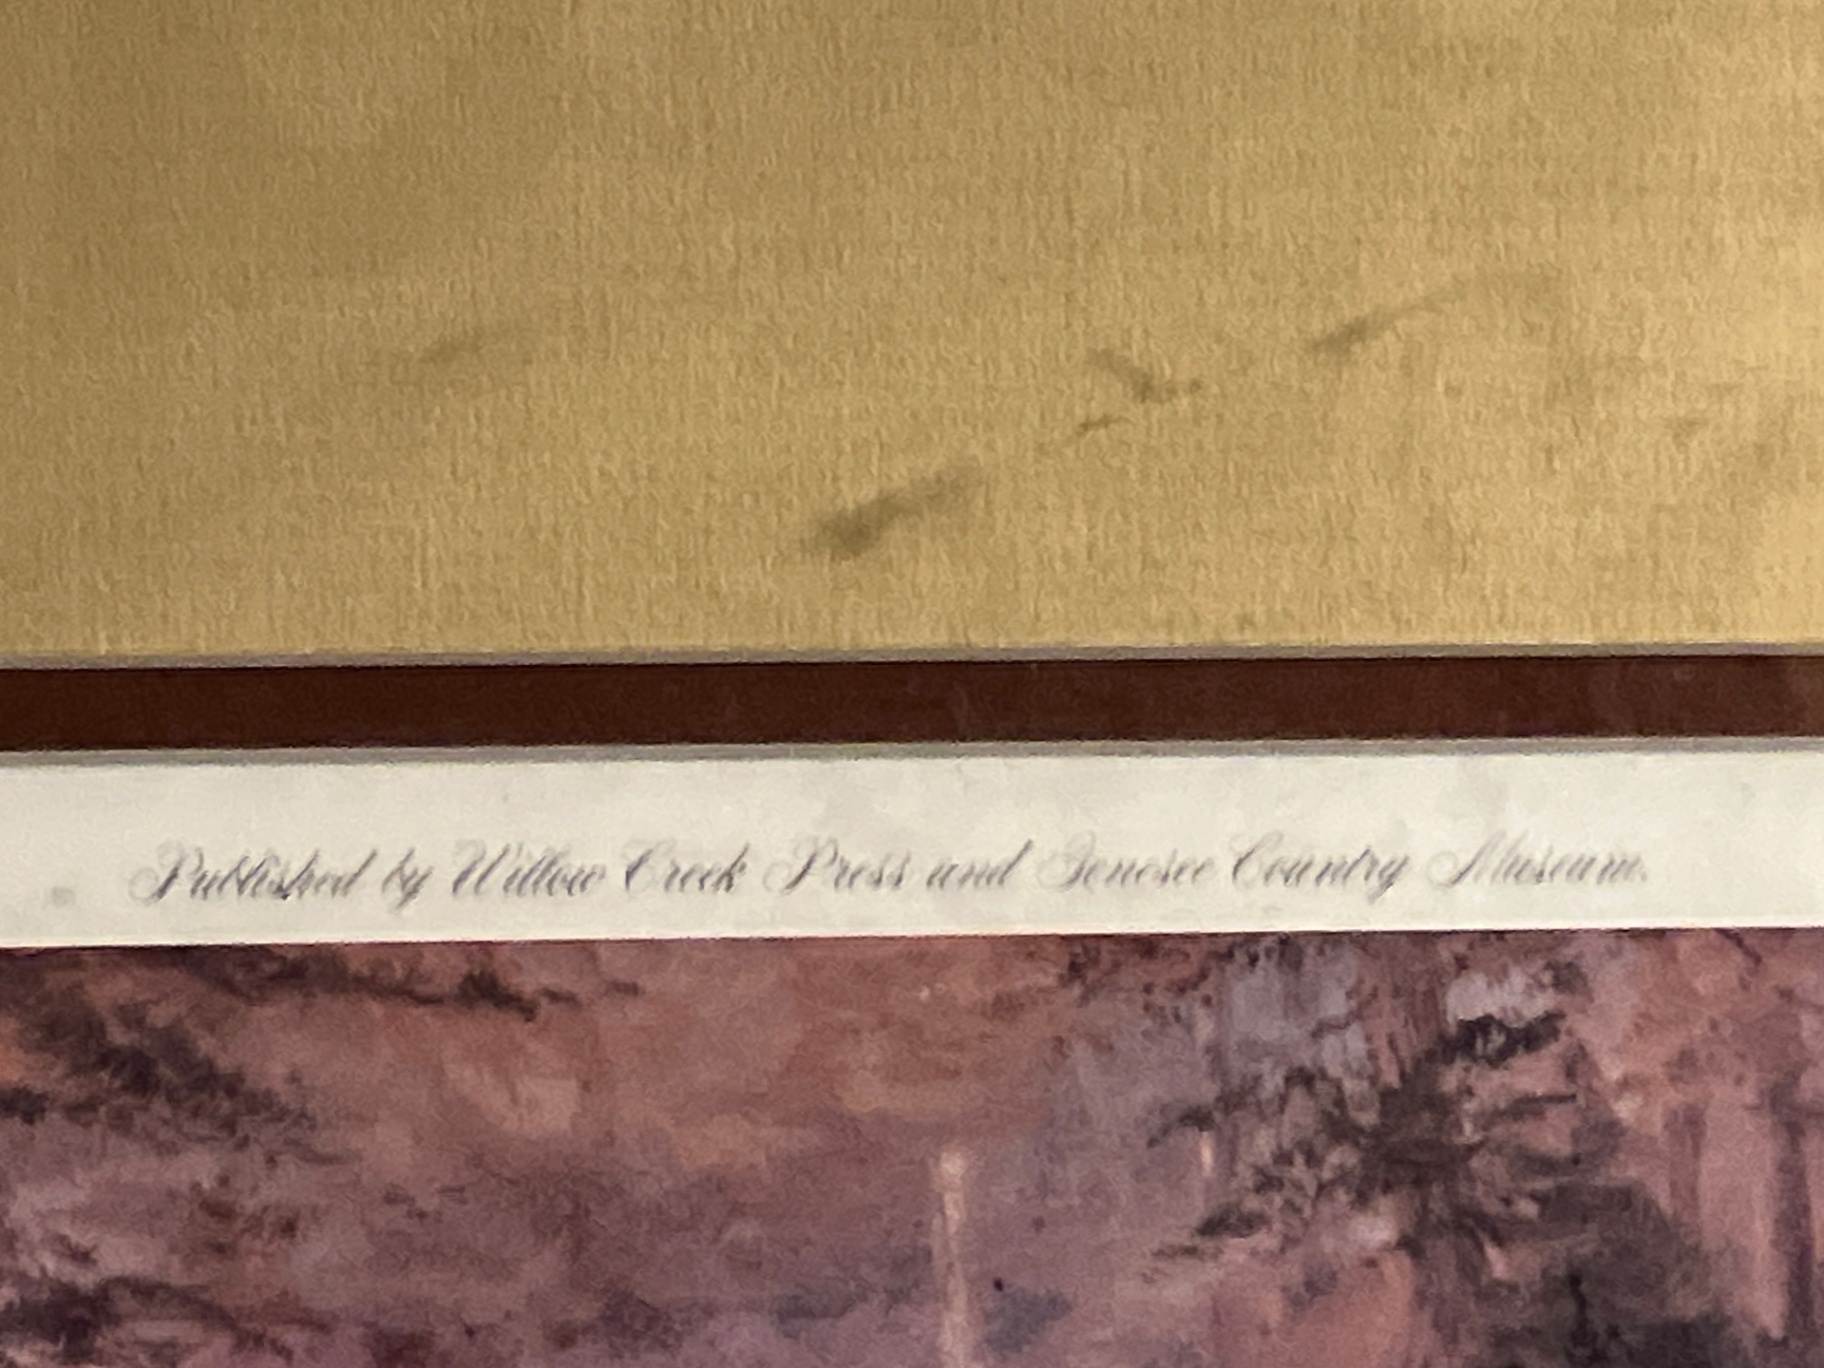 Published by Willow Creek Press and Genesee Country Museum.